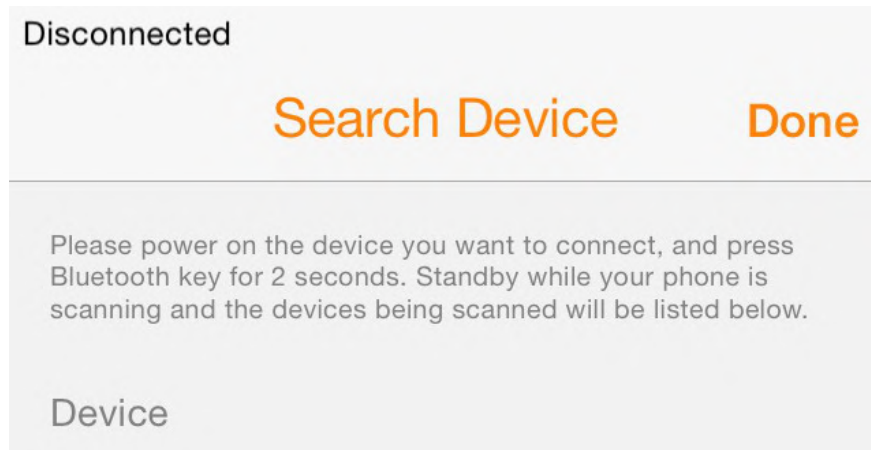 Disconnected
Search Device
Done
Please power on the device you want to connect, and press
Bluetooth key for 2 seconds. Standby while your phone is
scanning and the devices being scanned will be listed below.
Device